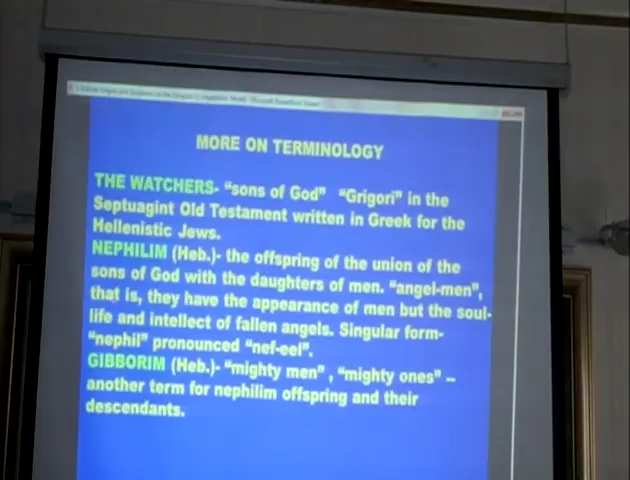 MORE ON TERMINOLOGY
THE WATCHERS- “sons of God” “Grigori” in the
Septuagint Old Testament written in Greek for the
Hellenistic Jews.
NEPHILIM (Heb.)- the offspring of the union of the
sons of God with the daughters of men. “angel-men”,
that is, they have the appearance of men but the soul-
life and intellect of fallen angels. Singular form-
“nephil” pronounced “nef-eel”.
GIBBORIM (Heb.)- “mighty men” , “mighty ones” –
another term for nephilim offspring and their
descendants.